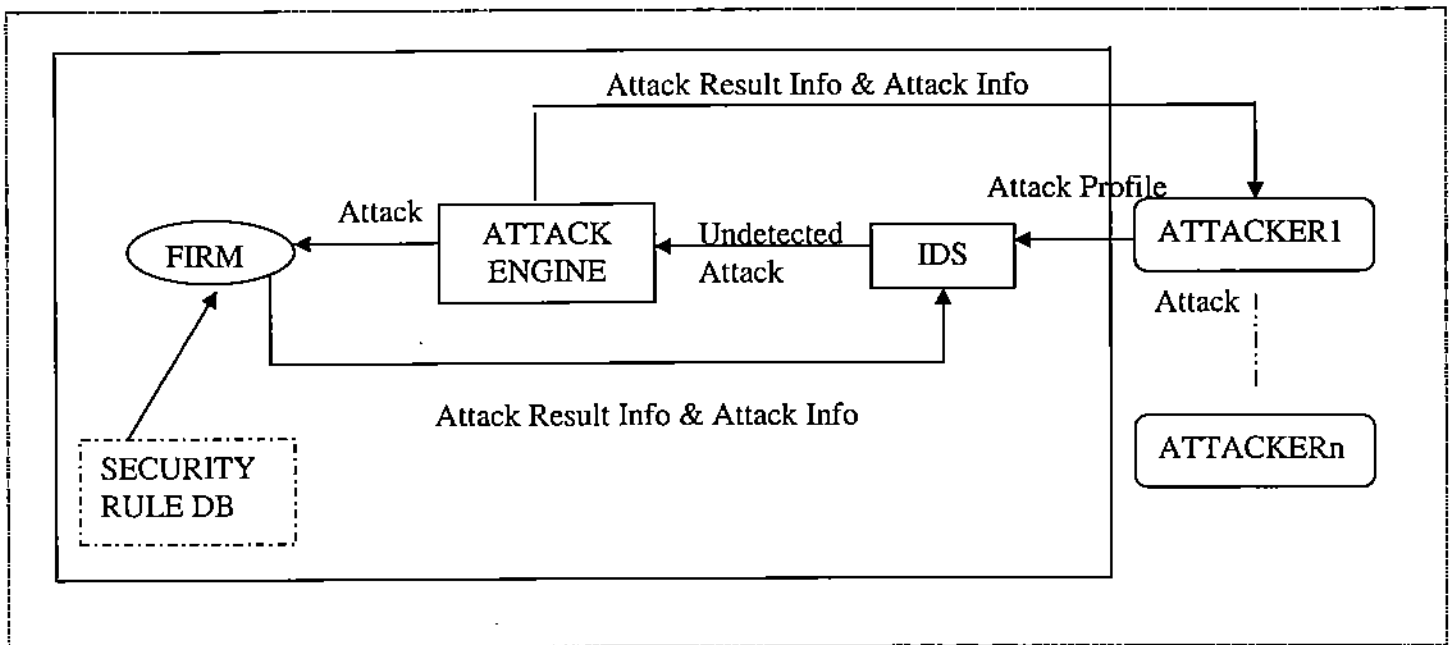 Attack Result Info & Attack Info
Attack Profile
Attack
ATTACK
ENGINE
Undetected
Attack
IDS
ATTACKER1
FIRM
Attack
Attack Result Info & Attack Info
SECURITY
RULE DB
ATTACKERn